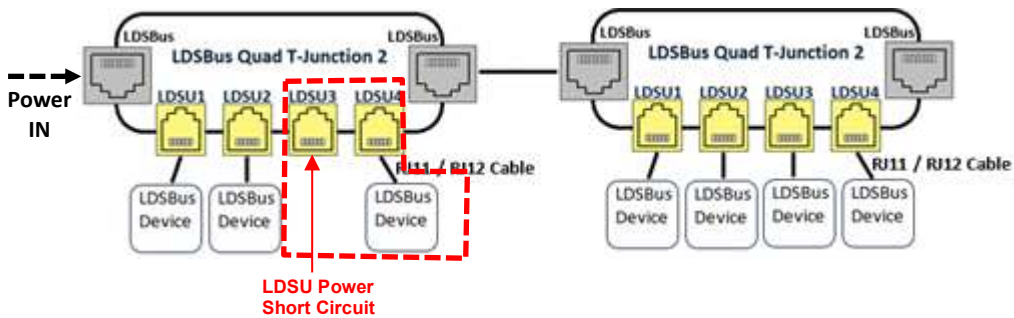 LDSBus
LDSBus
LDSBus Quad T-Junction 2
LDSU1
LDSU2
LDSU3
LDSU4
Power
IN
RJ11 / RJ12 Cable
LDSBus
Device
LDSBus
Device
LDSBus
Device
LDSU Power
Short Circuit
LDSBus
LDSBus
LDSBus Quad T-Junction 2
LDSU1
LDSU2
LDSU3
LDSU4
RJ11 / RJ12 Cable
LDSBus
Device
LDSBus
Device
LDSBus
Device
LDSBus
Device